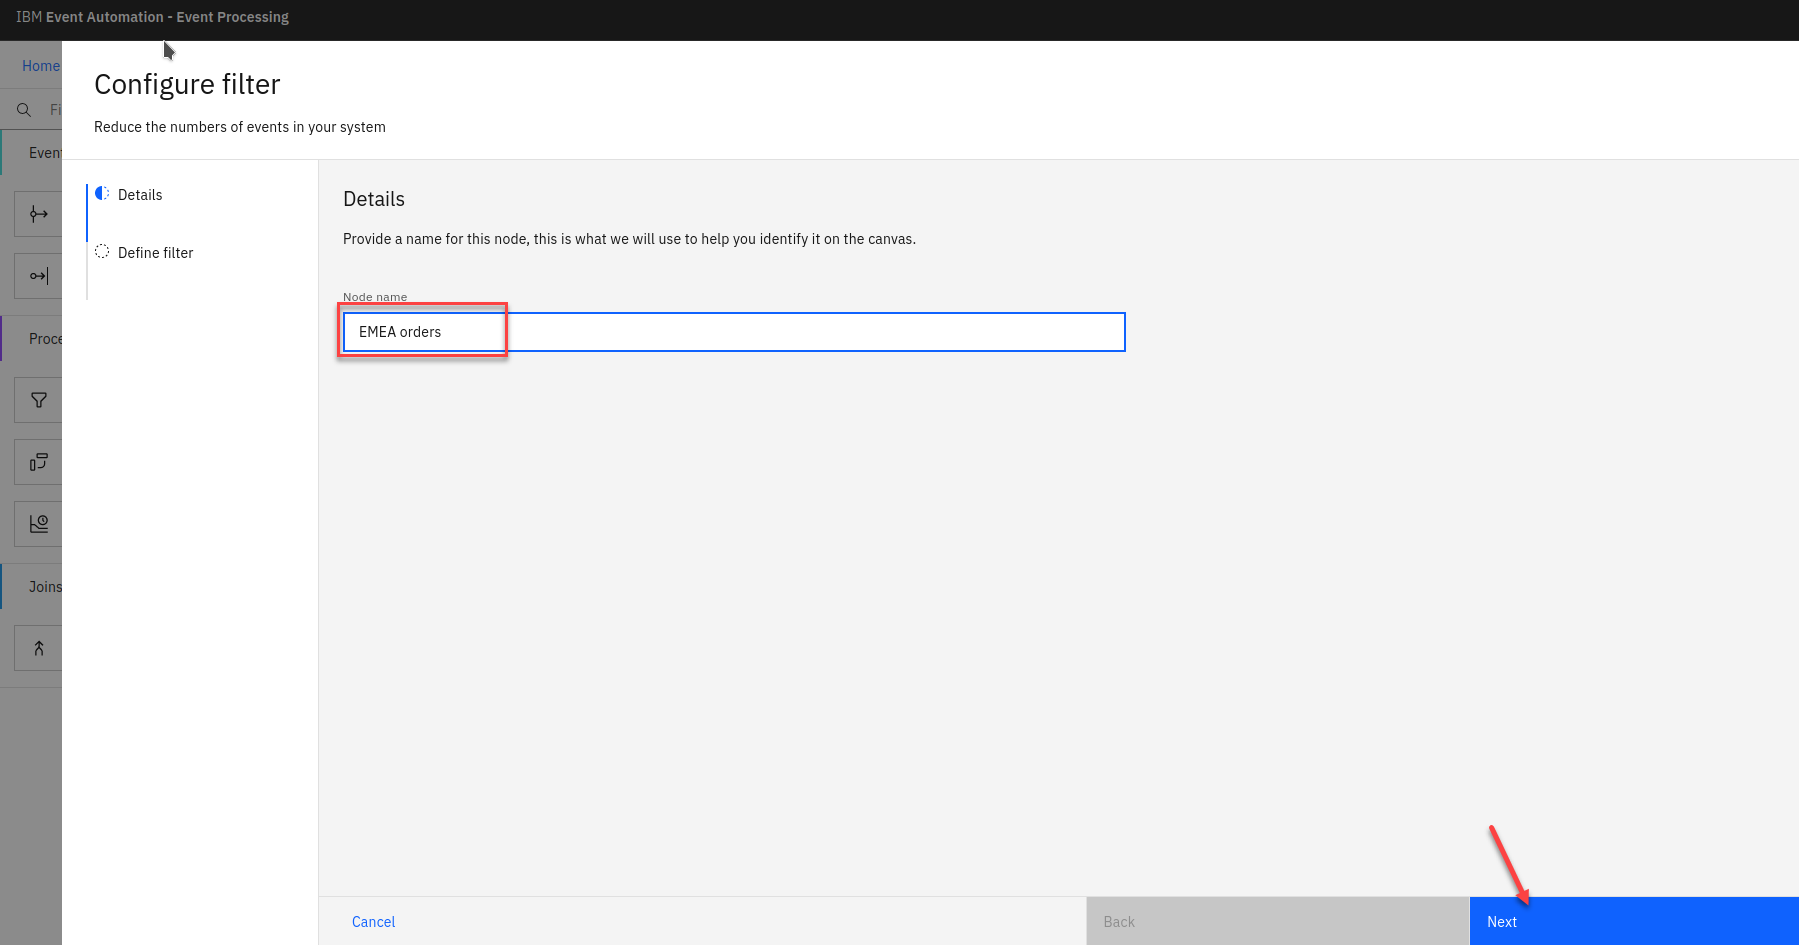 IBM Event Automation - Event Processing
Home
Configure filter
Fi
Reduce the numbers of events in your system
Event
Details
Define filter
Details
Provide a name for this node, this is what we will use to help you identify it on the canvas.
Node name
EMEA orders
Proce
Joins
Cancel
Back
Next